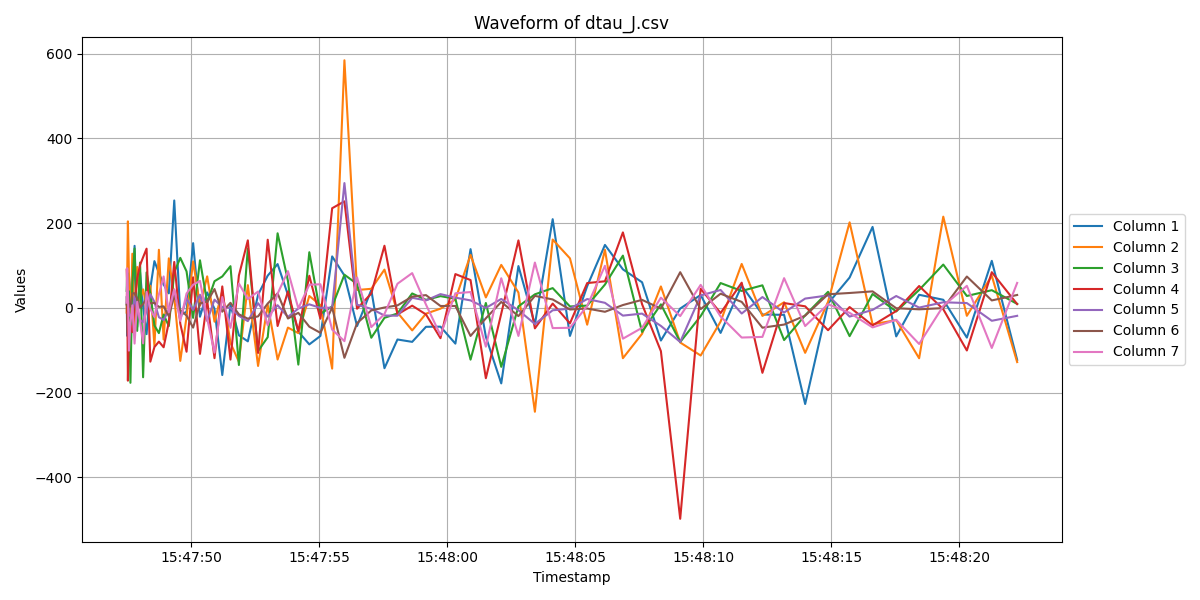 Waveform of dtau_J.csv
Values
600
400
200
0
−200
−400
15:47:50 15:47:55 15:48:00 15:48:05 15:48:10 15:48:15 15:48:20
Timestamp
Column 1
Column 2
Column 3
Column 4
Column 5
Column 6
Column 7